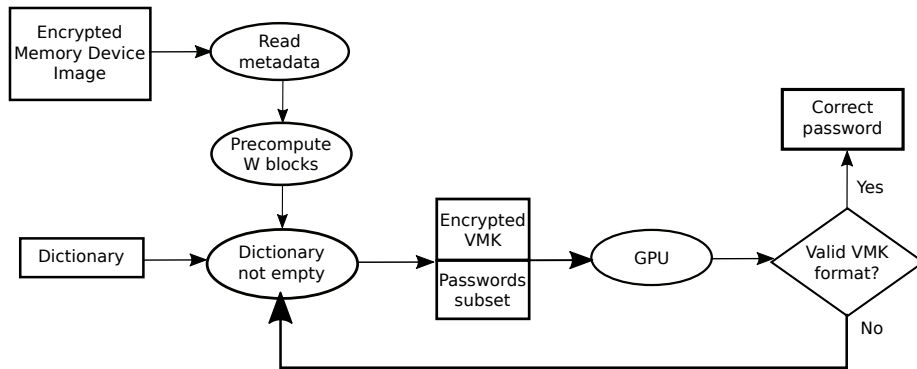 Encrypted
Memory Device
Image
Read
metadata
Precompute
W blocks
Correct
password
Yes
Dictionary
Dictionary
not empty
Encrypted
VMK
Passwords
subset
GPU
Valid VMK
format?
No